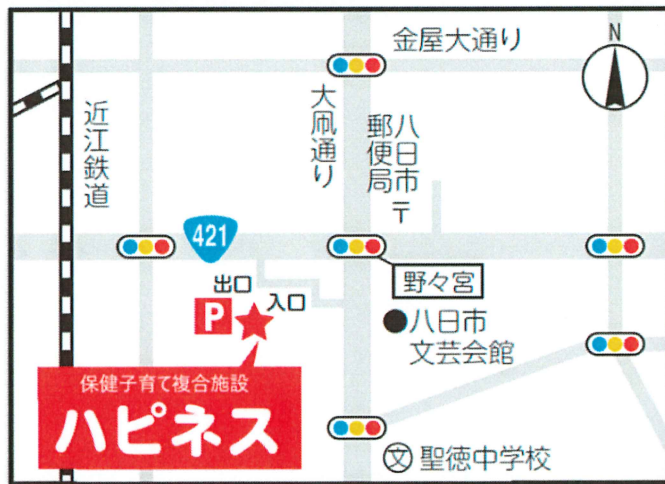 金屋大通り
N
近江鉄道
大凧通り
八日市
郵便局
〒
421
野々宮
出口
入口
P
八日市
文芸会館
保健子育て複合施設
ハピネス
文 聖徳中学校